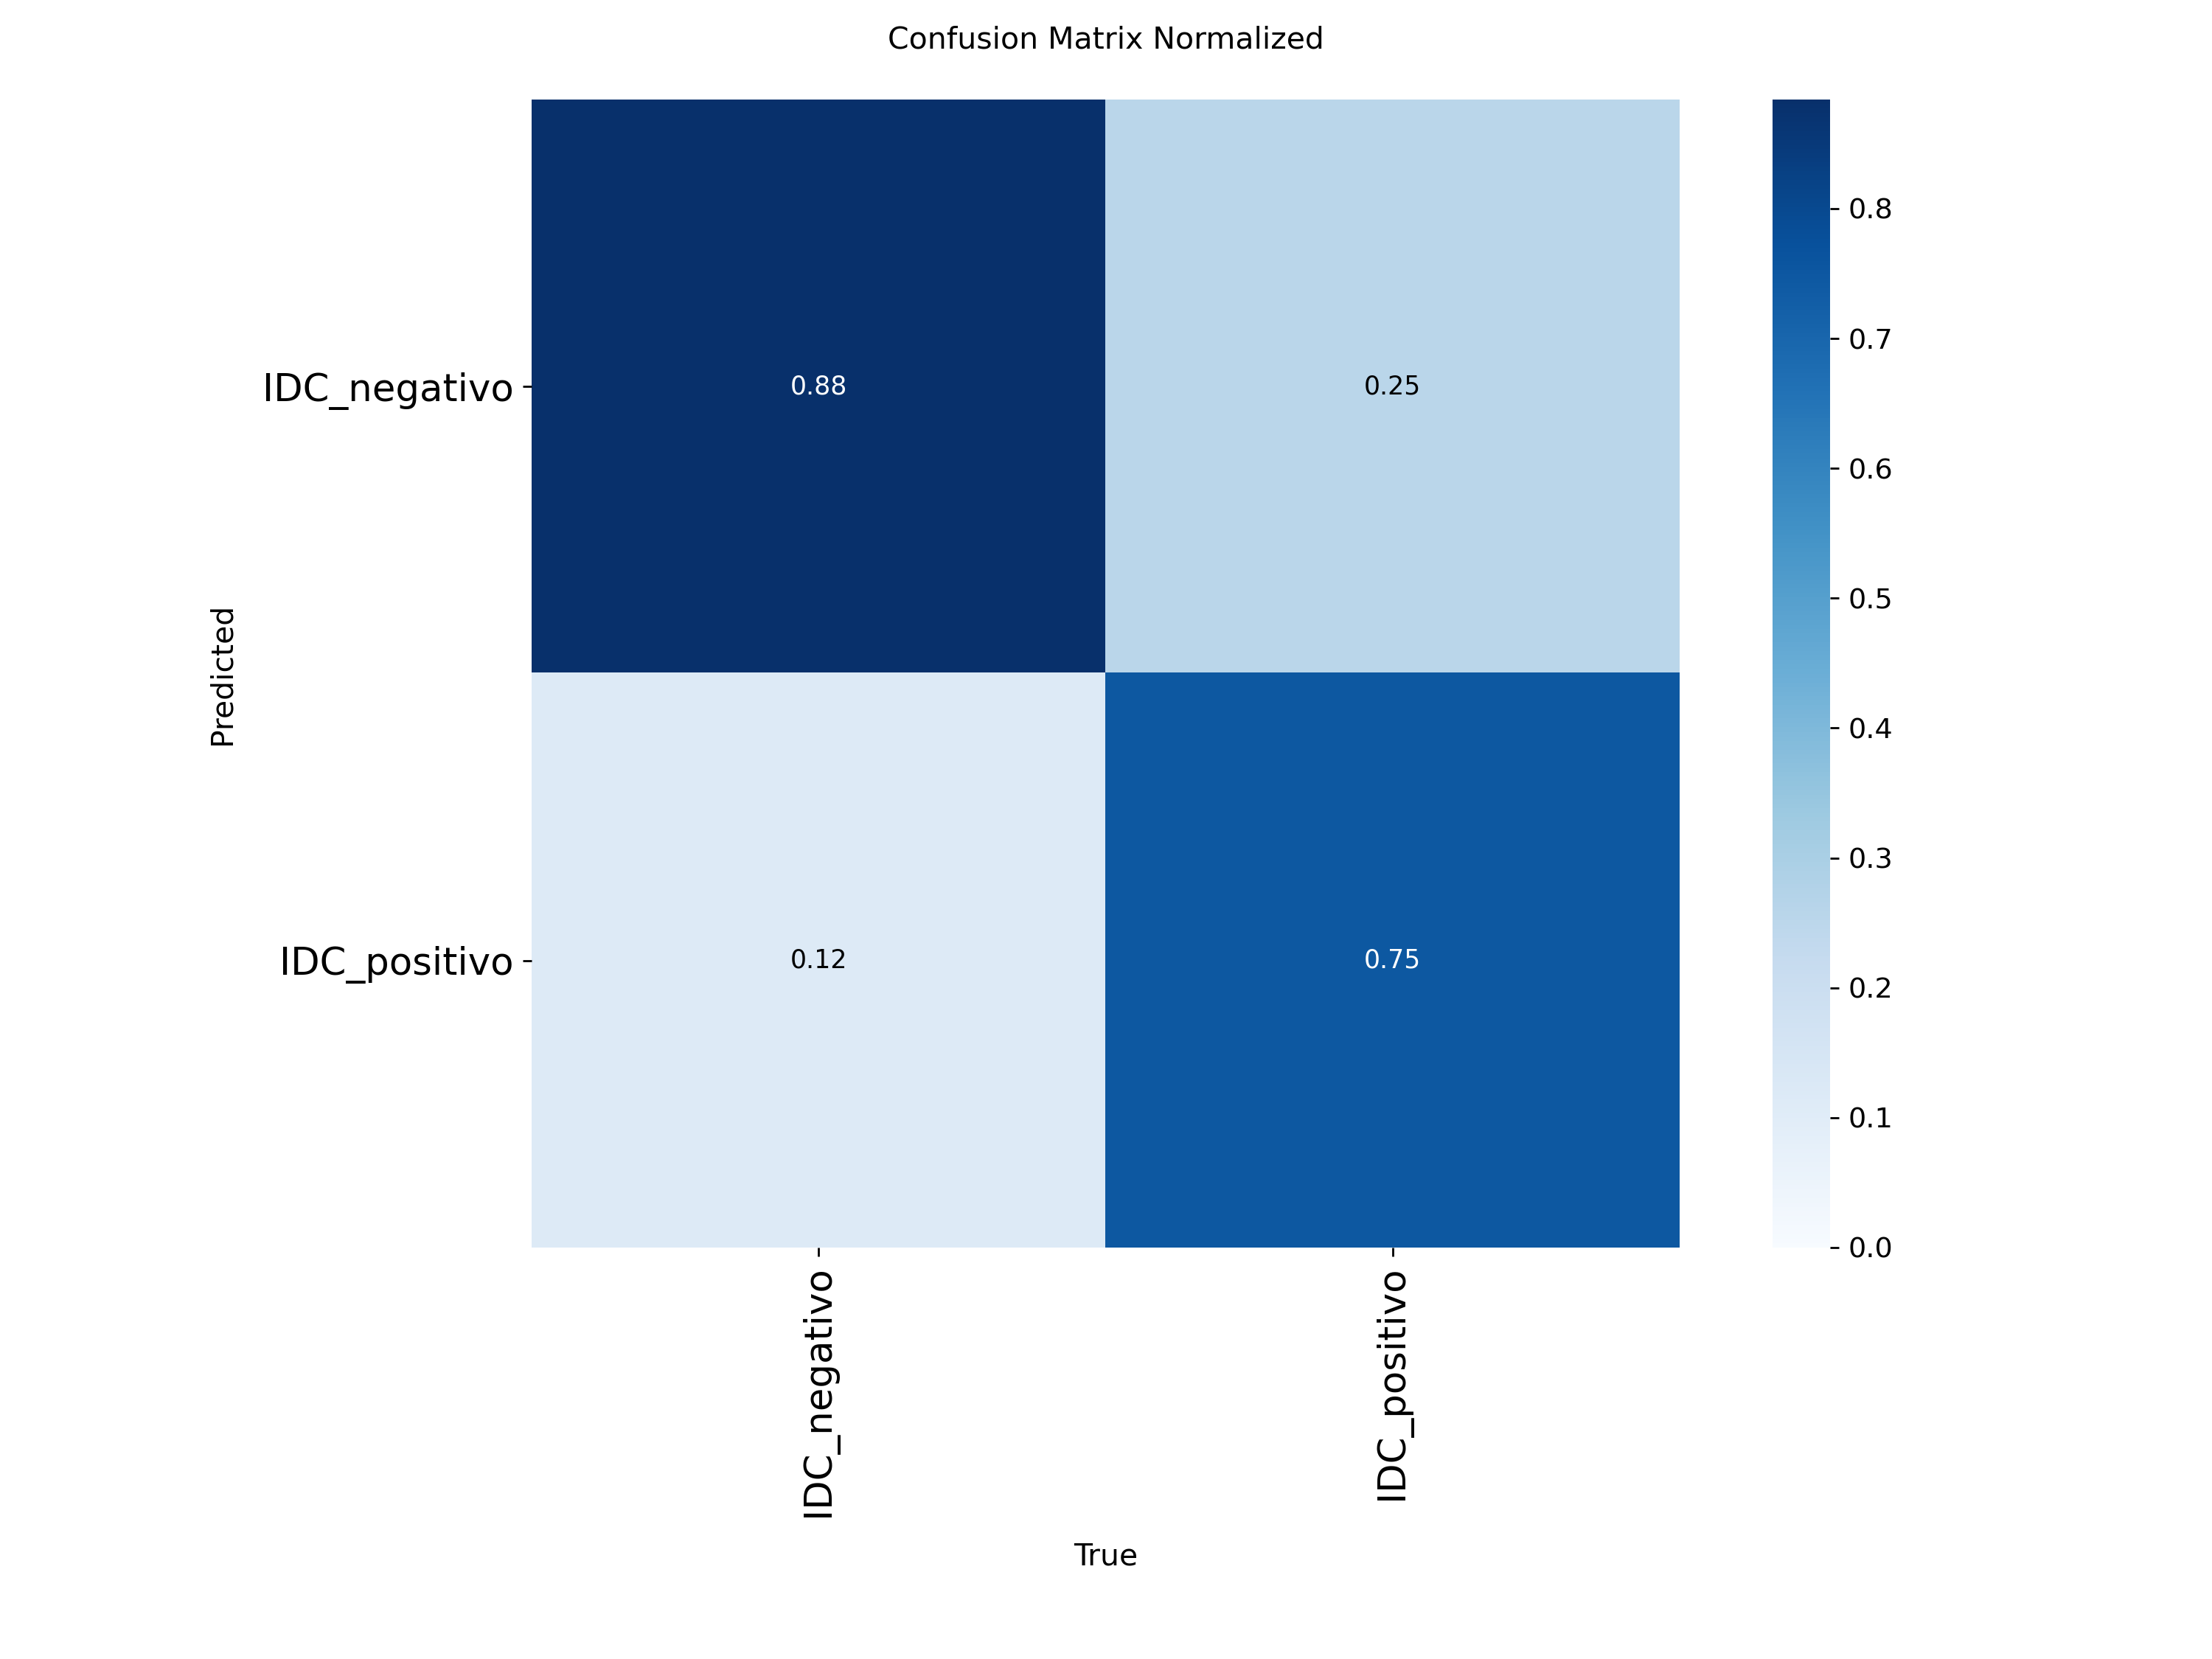 Confusion Matrix Normalized
Predicted
IDC_negativo
0.88
0.25
IDC_positivo
0.12
0.75
IDC_negativo
IDC_positivo
True
0.8
0.7
0.6
0.5
0.4
0.3
0.2
0.1
0.0